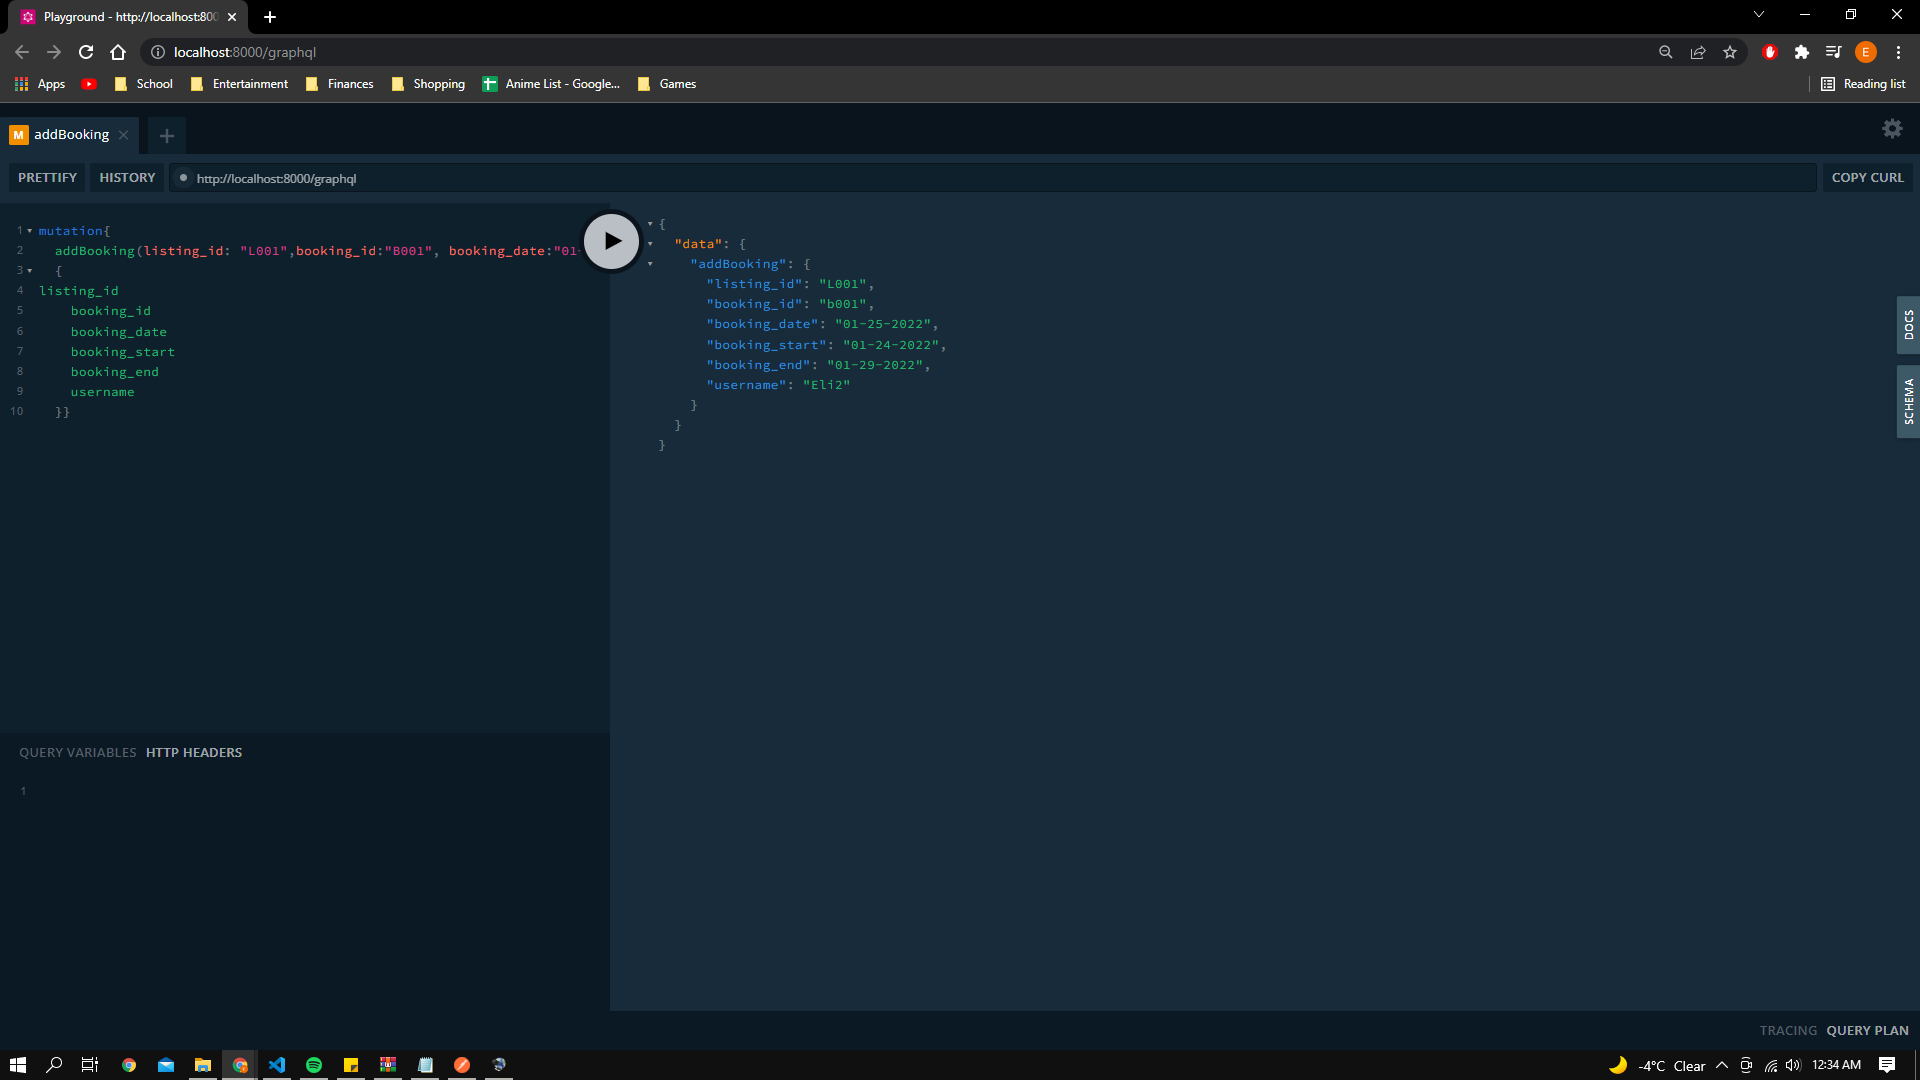 Playground - http://localhost:800
localhost:8000/graphql
E
Apps School Entertainment Finances Shopping Anime List - Google... Games Reading list
M addBooking
PRETTIFY HISTORY http://localhost:8000/graphql COPY CURL
1 mutation{
2 addBooking(listing_id: "L001",booking_id:"B001", booking_date:"01-
3 {
4 listing_id
5 booking_id
6 booking_date
7 booking_start
8 booking_end
9 username
10 }}
{
"data": {
"addBooking": {
"listing_id": "L001",
"booking_id": "b001",
"booking_date": "01-25-2022",
"booking_start": "01-24-2022",
"booking_end": "01-29-2022",
"username": "Eli2"
}
}
}
DOCS
SCHEMA
QUERY VARIABLES HTTP HEADERS
1
TRACING QUERY PLAN
-4°C Clear 12:34 AM